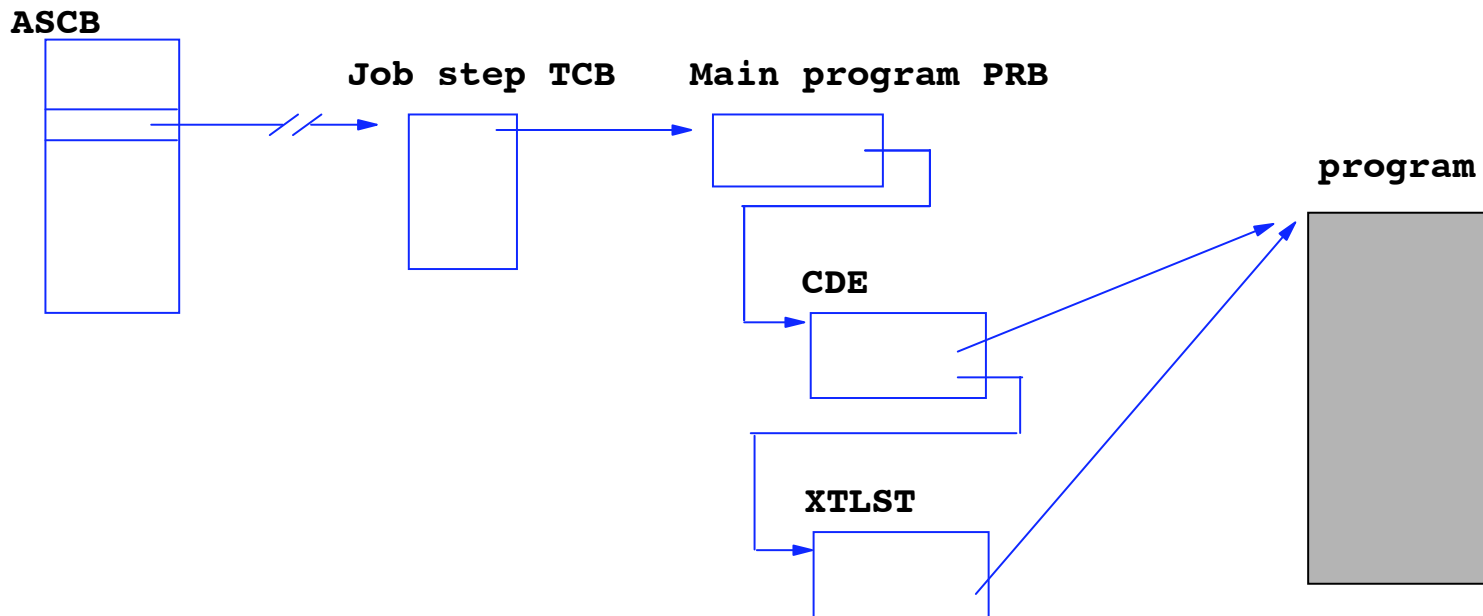 ASCB
Job step TCB
Main program PRB
program
CDE
XTLST